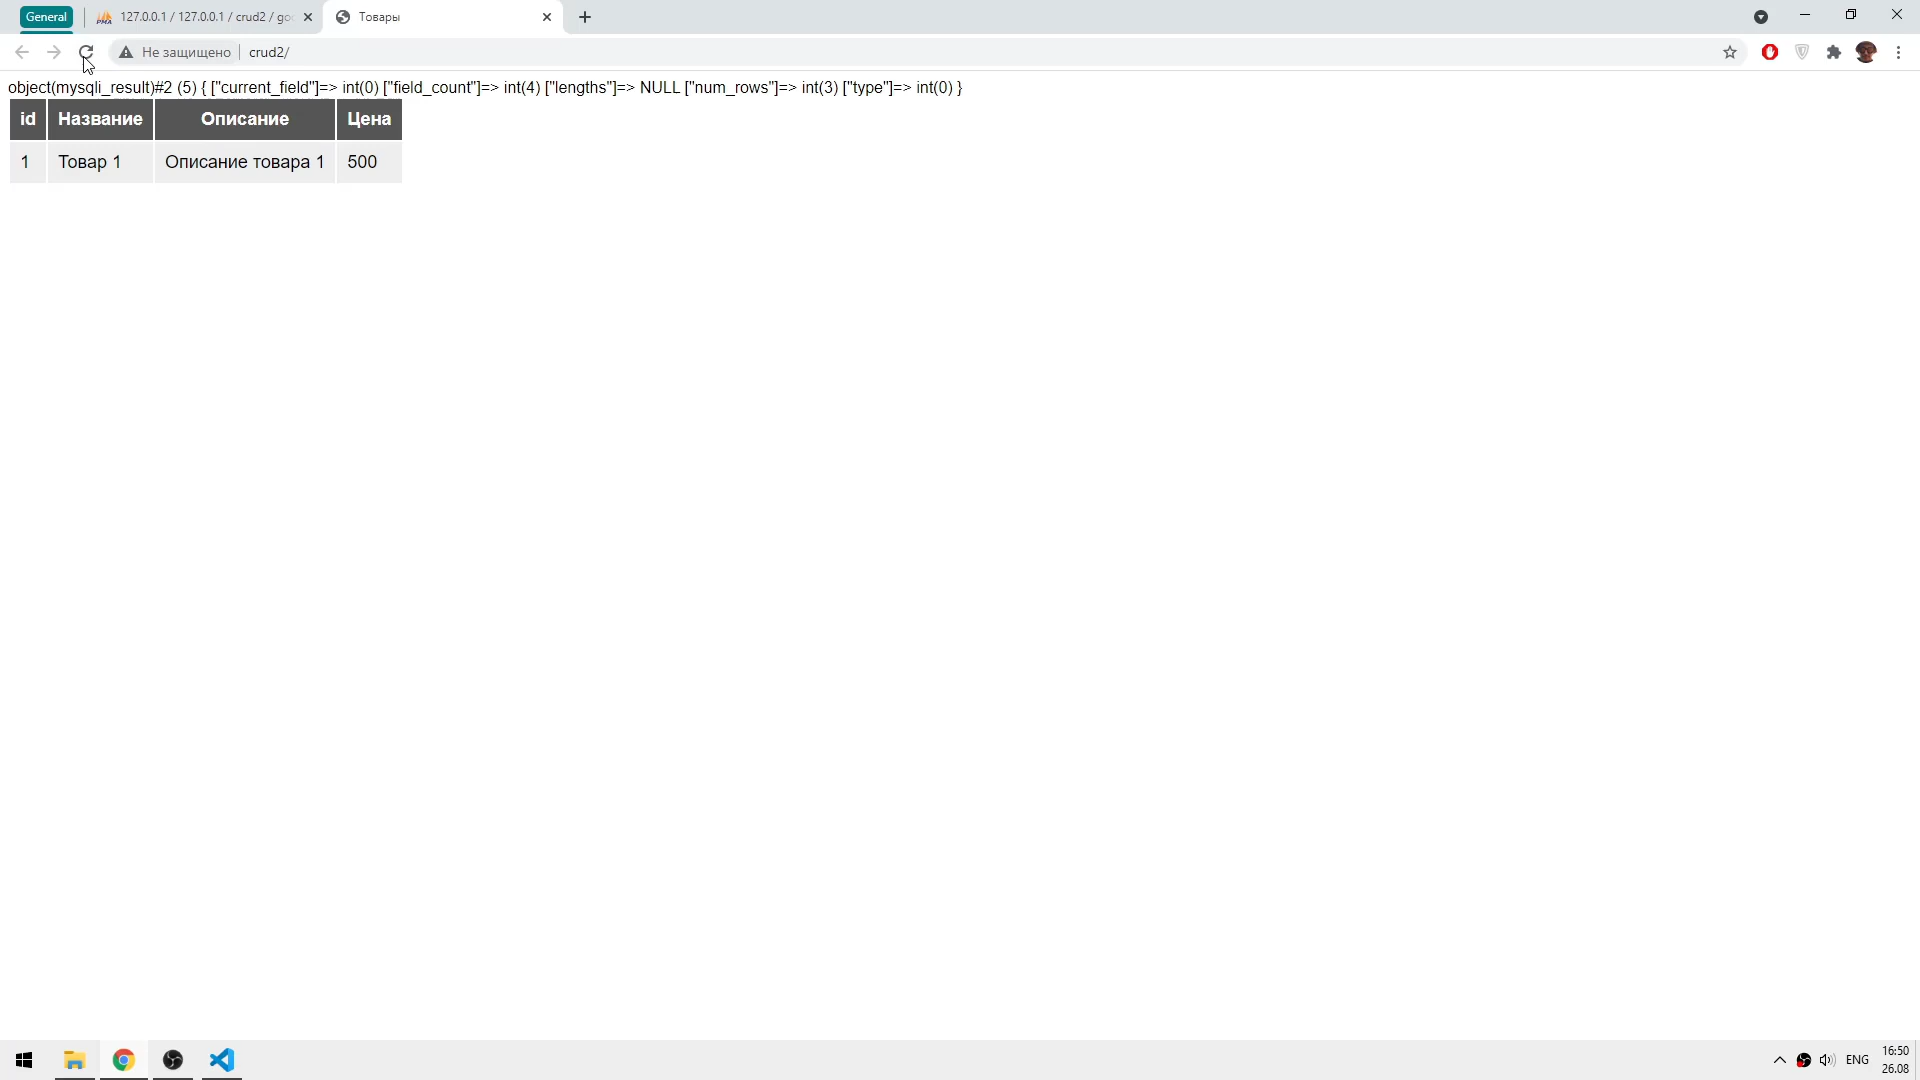 General
127.0.0.1 / 127.0.0.1 / crud2 / go
Товары
Не защищено
crud2/
object(mysqli_result)#2 (5) { ["current_field"]=> int(0) ["field_count"]=> int(4) ["lengths"]=> NULL ["num_rows"]=> int(3) ["type"]=> int(0) }
id Название Описание Цена
1 Товар 1 Описание товара 1 500
ENG
16:50
26.08